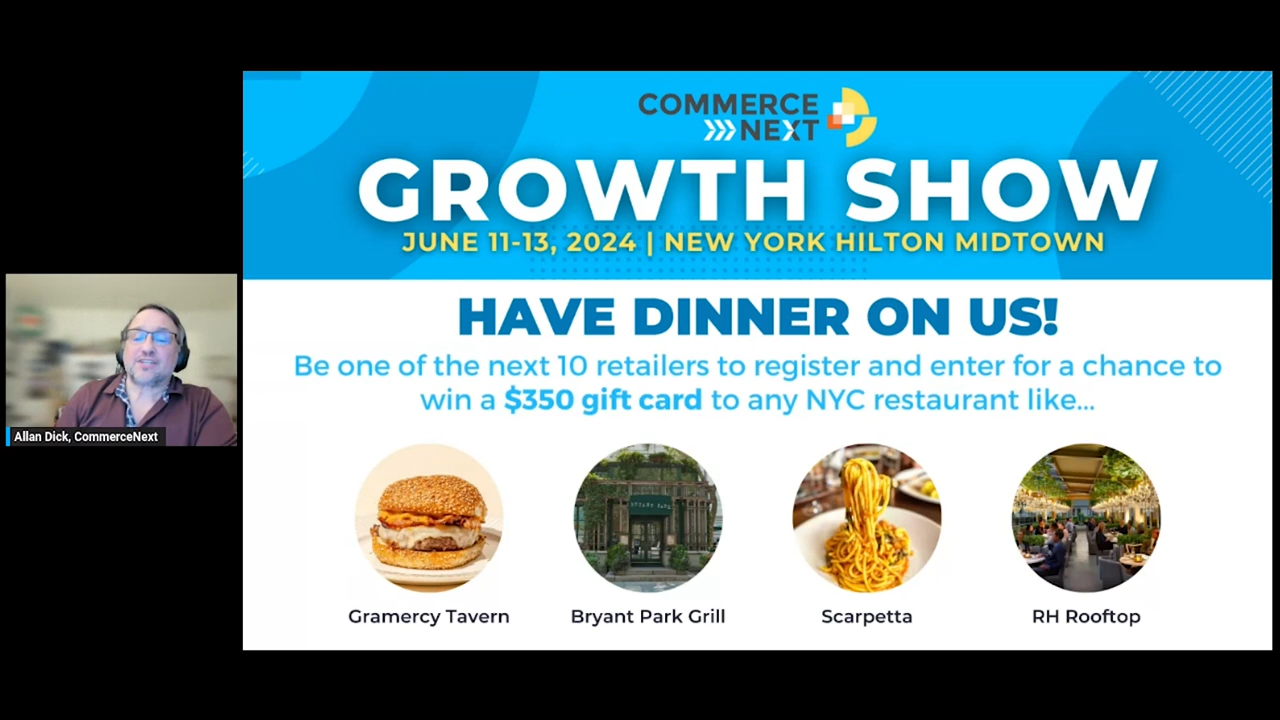 COMMERCE
NEXT
GROWTH SHOW
JUNE 11-13, 2024 | NEW YORK HILTON MIDTOWN
HAVE DINNER ON US!
Be one of the next 10 retailers to register and enter for a chance to
win a $350 gift card to any NYC restaurant like...
BRYANT PARK
Gramercy Tavern
Bryant Park Grill
Scarpetta
RH Rooftop
Allan Dick, CommerceNext